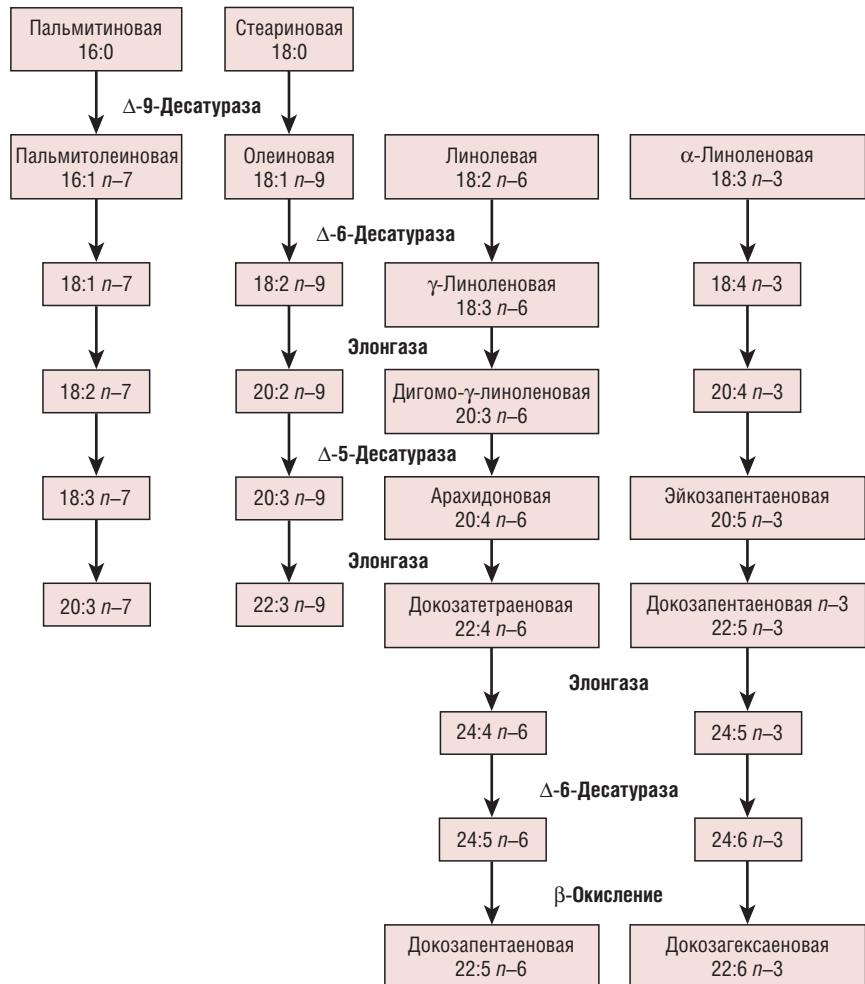 Пальмитиновая
16:0
Стеариновая
18:0
Δ-9-Десатураза
Пальмитолеиновая
16:1 n–7
Олеиновая
18:1 n–9
Линолевая
18:2 n–6
α-Линоленовая
18:3 n–3
Δ-6-Десатураза
18:1 n–7
18:2 n–9
γ-Линоленовая
18:3 n–6
18:4 n–3
Элонгаза
18:2 n–7
20:2 n–9
Дигомо-γ-линоленовая
20:3 n–6
20:4 n–3
Δ-5-Десатураза
18:3 n–7
20:3 n–9
Арахидоновая
20:4 n–6
Эйкозапентаеновая
20:5 n–3
Элонгаза
20:3 n–7
22:3 n–9
Докозатетраеновая
22:4 n–6
Докозапентаеновая n–3
22:5 n–3
Элонгаза
24:4 n–6
24:5 n–3
Δ-6-Десатураза
24:5 n–6
24:6 n–3
β-Окисление
Докозапентаеновая
22:5 n–6
Докозагексаеновая
22:6 n–3